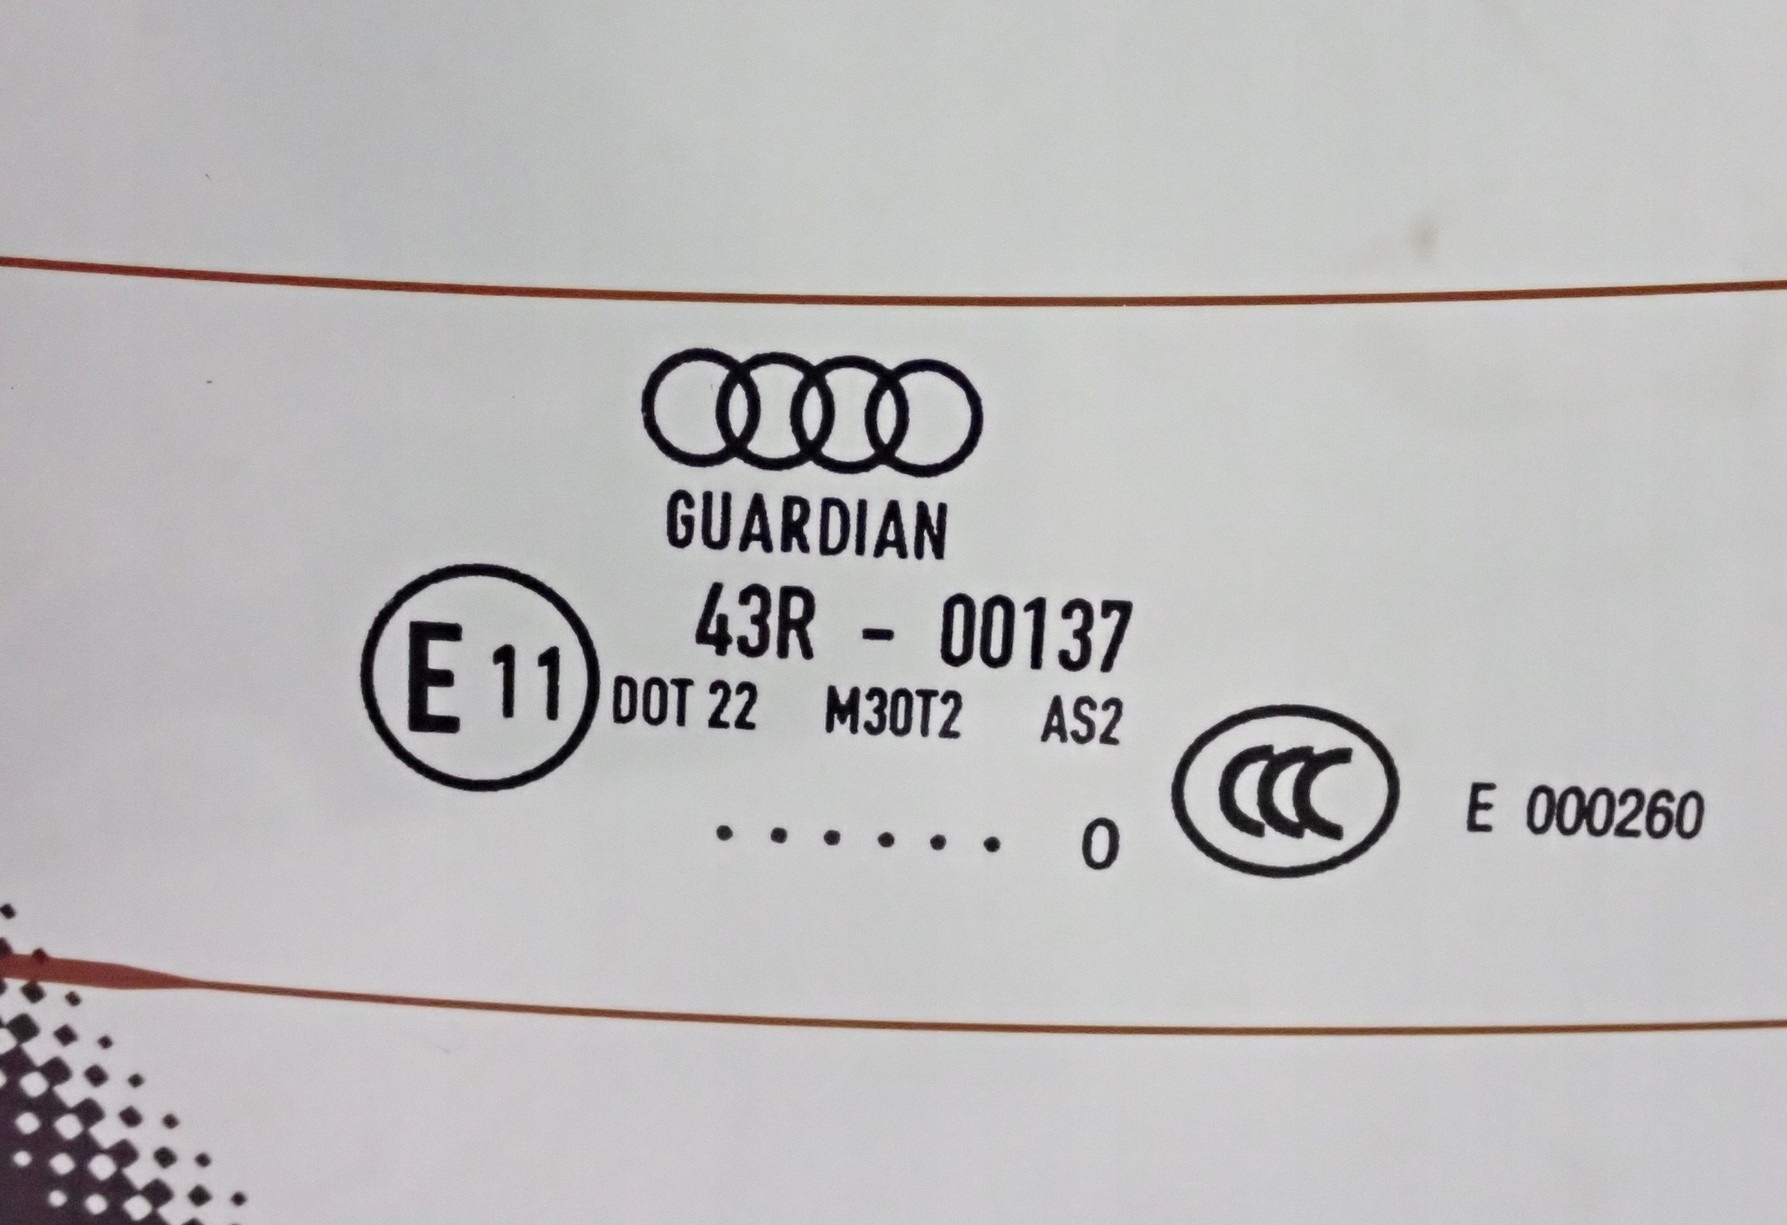 GUARDIAN
43R - 00137
E 11
DOT 22 M30T2 AS2
. . . . . . 0
CCC
E 000260